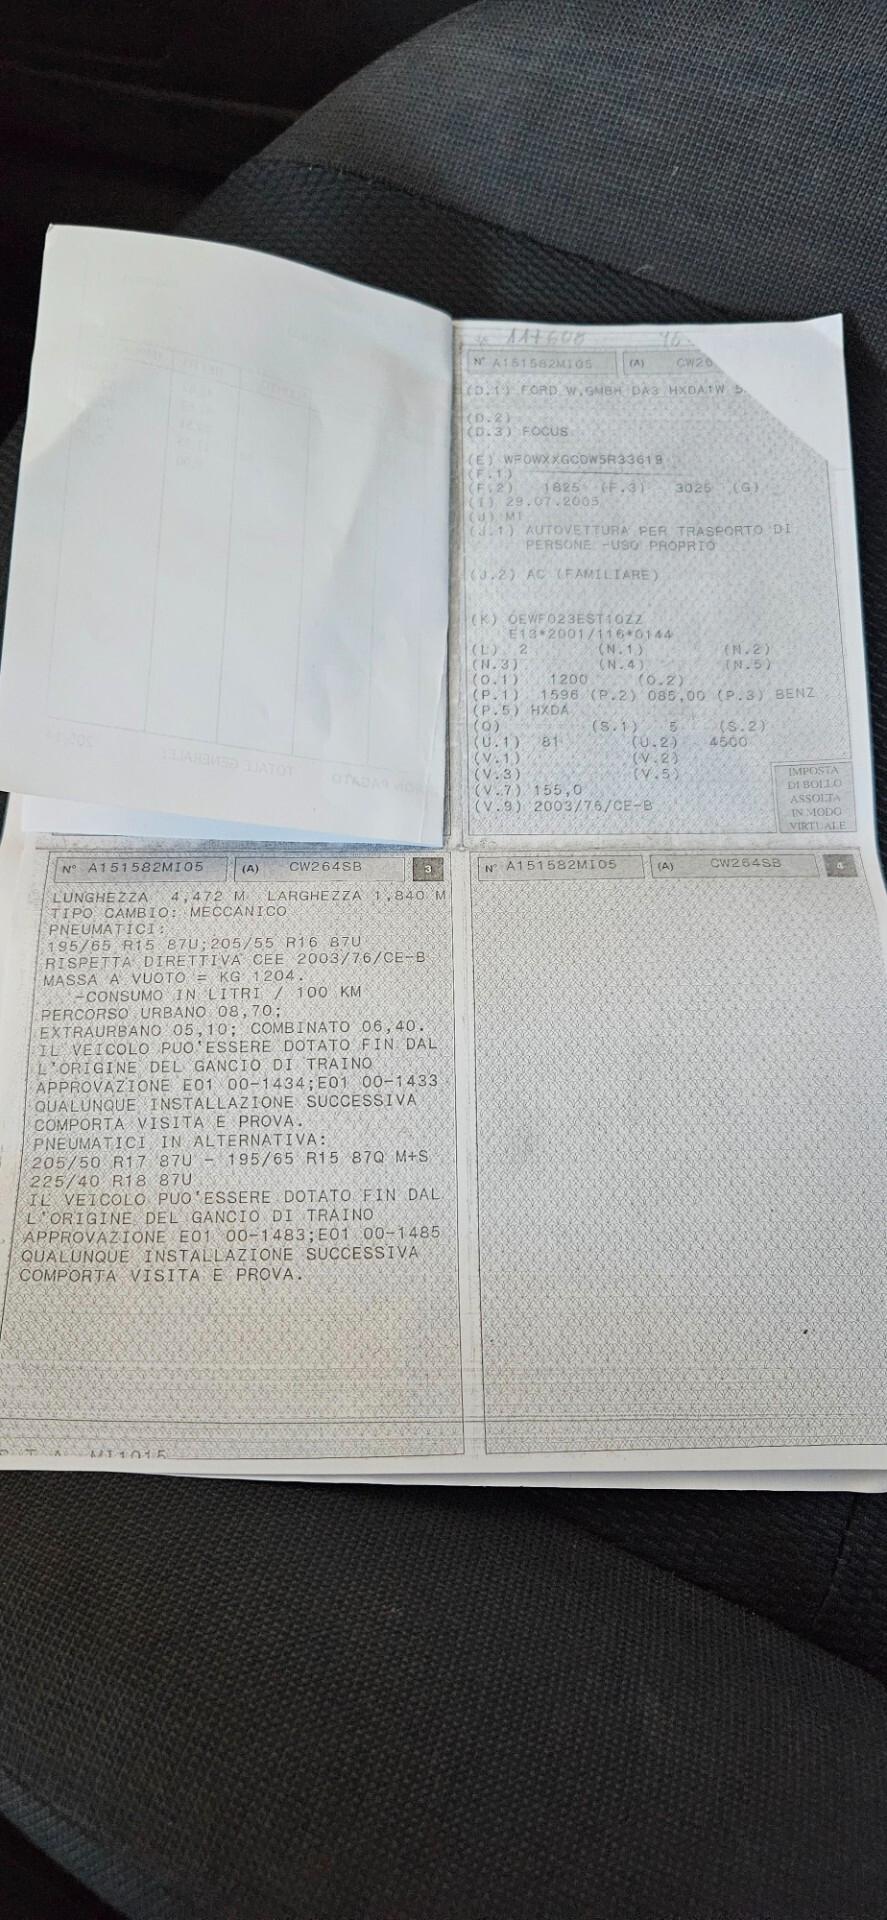 117600
N° A151582MI05 (A) CW26
(D.1) FORD W.GMBH DA3 HXDA1W 5
(D.2)
(D.3) FOCUS
(E) WF0WXXGCDW5R33619
(F.1)
(F.2) 1825 (F.3) 3025 (G)
(I) 29.07.2005
(J) M1
(J.1) AUTOVETTURA PER TRASPORTO DI
PERSONE -USO PROPRIO
(J.2) AC (FAMILIARE)
(K) OEWF023EST10ZZ
E13*2001/116*0144
(L) 2 (N.1) (N.2)
(N.3) (N.4) (N.5)
(O.1) 1200 (O.2)
(P.1) 1596 (P.2) 085,00 (P.3) BENZ
(P.5) HXDA
(Q) (S.1) 5 (S.2)
(U.1) 81 (U.2) 4500
(V.1) (V.2)
(V.3) (V.5)
(V.7) 155,0
(V.9) 2003/76/CE-B
IMPOSTA
DI BOLLO
ASSOLTA
IN MODO
VIRTUALE
TOTALE GENERALE:
N° A151582MI05 (A) CW264SB 3
LUNGHEZZA 4,472 M LARGHEZZA 1,840 M
TIPO CAMBIO: MECCANICO
PNEUMATICI:
195/65 R15 87U;205/55 R16 87U
RISPETTA DIRETTIVA CEE 2003/76/CE-B
MASSA A VUOTO = KG 1204.
-CONSUMO IN LITRI / 100 KM
PERCORSO URBANO 08,70;
EXTRAURBANO 05,10; COMBINATO 06,40.
IL VEICOLO PUO'ESSERE DOTATO FIN DAL
L'ORIGINE DEL GANCIO DI TRAINO
APPROVAZIONE E01 00-1434;E01 00-1433
QUALUNQUE INSTALLAZIONE SUCCESSIVA
COMPORTA VISITA E PROVA.
PNEUMATICI IN ALTERNATIVA:
205/50 R17 87U - 195/65 R15 87Q M+S
225/40 R18 87U
IL VEICOLO PUO'ESSERE DOTATO FIN DAL
L'ORIGINE DEL GANCIO DI TRAINO
APPROVAZIONE E01 00-1483;E01 00-1485
QUALUNQUE INSTALLAZIONE SUCCESSIVA
COMPORTA VISITA E PROVA.
MI1015
N° A151582MI05 (A) CW264SB 4